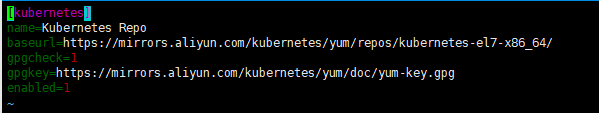 [kubernetes]
name=Kubernetes Repo
baseurl=https://mirrors.aliyun.com/kubernetes/yum/repos/kubernetes-el7-x86_64/
gpgcheck=1
gpgkey=https://mirrors.aliyun.com/kubernetes/yum/doc/yum-key.gpg
enabled=1
~